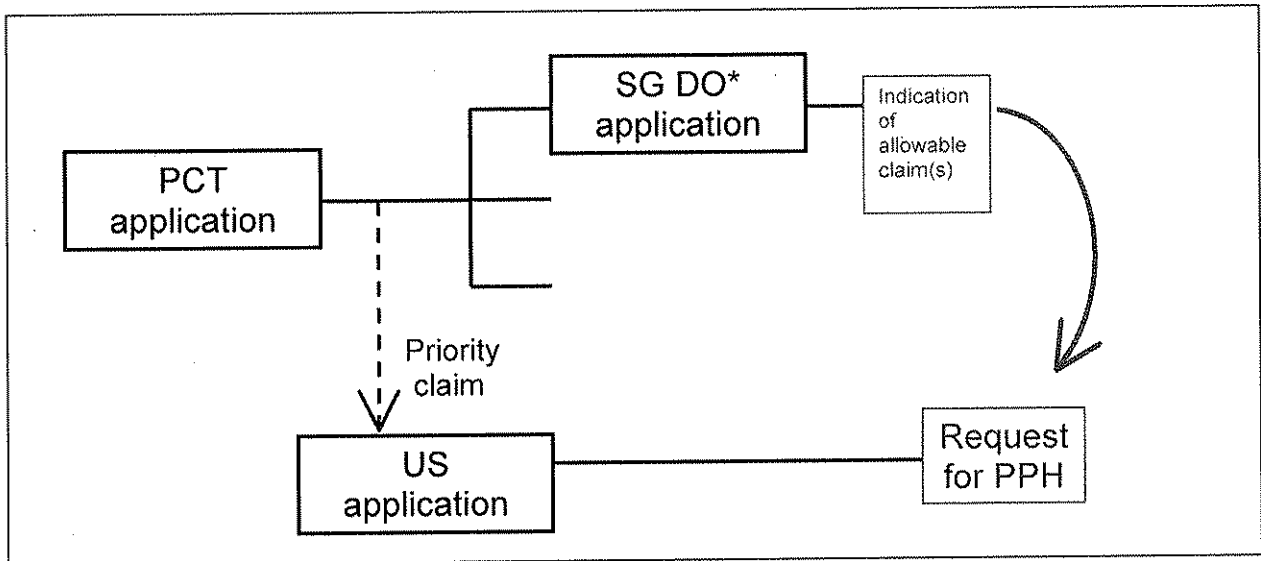 SG DO*
application
Indication
of
allowable
claim(s)
PCT
application
Priority
claim
US
application
Request
for PPH